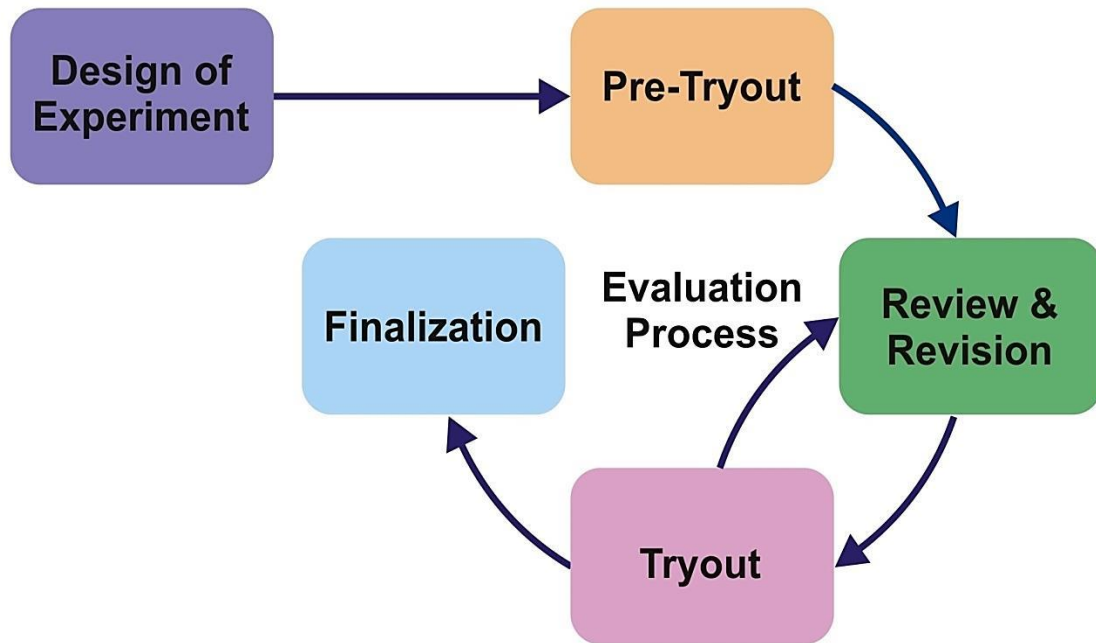 Design of
Experiment
Pre-Tryout
Review &
Revision
Evaluation
Process
Tryout
Finalization